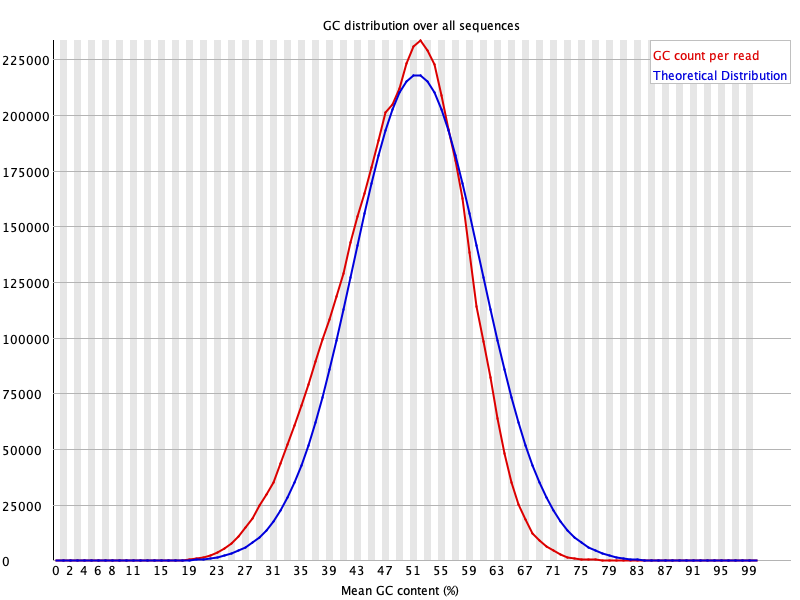 GC distribution over all sequences
GC count per read
Theoretical Distribution
225000
200000
175000
150000
125000
100000
75000
50000
25000
0
0 2 4 6 8 11 15 19 23 27 31 35 39 43 47 51 55 59 63 67 71 75 79 83 87 91 95 99
Mean GC content (%)